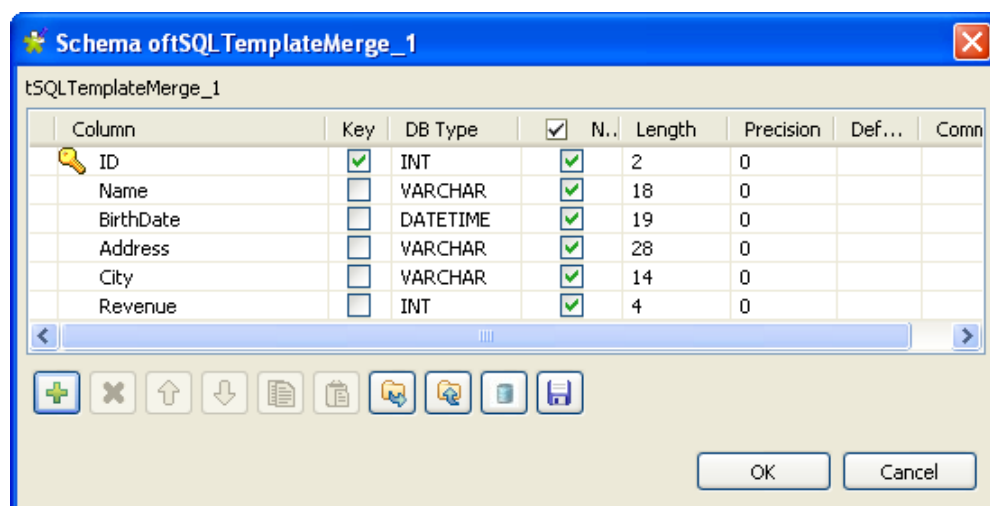 Schema oftSQLTemplateMerge_1
tSQLTemplateMerge_1
Column Key DB Type N.. Length Precision Def... Comn
ID INT 2 0
Name VARCHAR 18 0
BirthDate DATETIME 19 0
Address VARCHAR 28 0
City VARCHAR 14 0
Revenue INT 4 0
OK Cancel